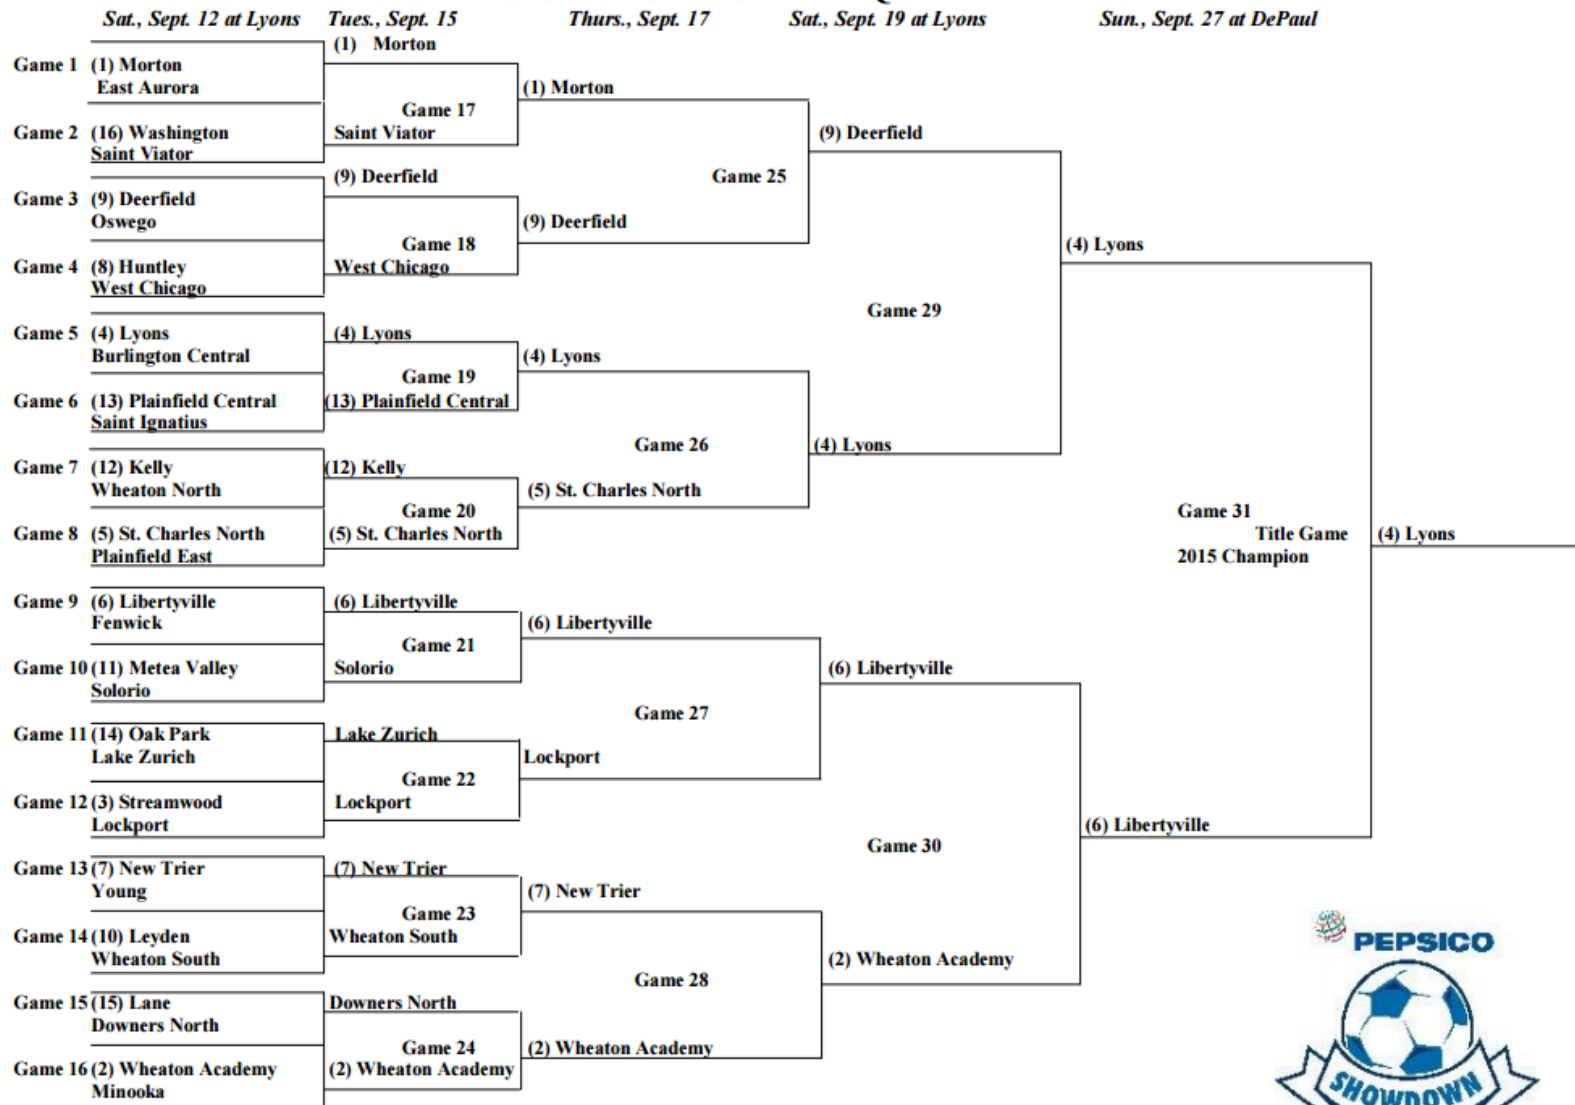 Sat., Sept. 12 at Lyons Tues., Sept. 15 Thurs., Sept. 17 Sat., Sept. 19 at Lyons Sun., Sept. 27 at DePaul
(1) Morton
Game 1 (1) Morton
East Aurora
(1) Morton
Game 17
Game 2 (16) Washington
Saint Viator
(9) Deerfield
Saint Viator
Game 25
(9) Deerfield
Game 3 (9) Deerfield
Oswego
(9) Deerfield
Game 18
(4) Lyons
Game 4 (8) Huntley
West Chicago
West Chicago
Game 29
Game 5 (4) Lyons
(4) Lyons
Burlington Central
(4) Lyons
Game 19
Game 6 (13) Plainfield Central
(13) Plainfield Central
Saint Ignatius
Game 26
(4) Lyons
Game 7 (12) Kelly
(12) Kelly
Wheaton North
(5) St. Charles North
Game 20
Game 31
Game 8 (5) St. Charles North
(5) St. Charles North
Title Game
(4) Lyons
Plainfield East
2015 Champion
Game 9 (6) Libertyville
(6) Libertyville
Fenwick
(6) Libertyville
Game 21
Game 10 (11) Metea Valley
Solorio
(6) Libertyville
Solorio
Game 27
Game 11 (14) Oak Park
Lake Zurich
Lake Zurich
Lockport
Game 22
Game 12 (3) Streamwood
Lockport
Lockport
(6) Libertyville
Game 30
Game 13 (7) New Trier
(7) New Trier
Young
(7) New Trier
Game 23
Game 14 (10) Leyden
Wheaton South
Wheaton South
(2) Wheaton Academy
Game 28
Game 15 (15) Lane
Downers North
Downers North
Game 24
(2) Wheaton Academy
Game 16 (2) Wheaton Academy
(2) Wheaton Academy
Minooka
PEPSICO
SHOWDOWN